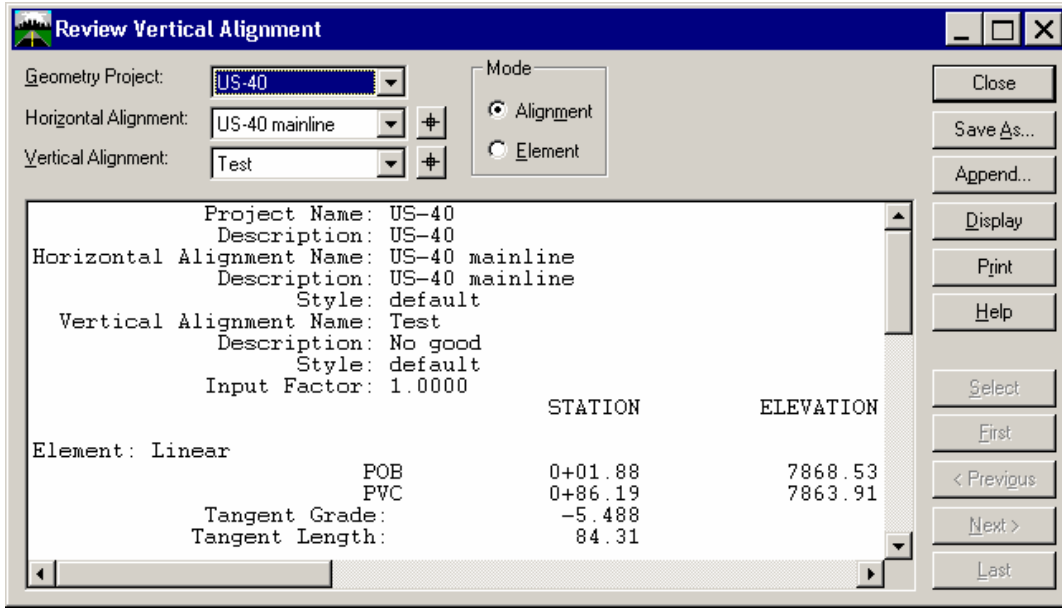 Review Vertical Alignment
Geometry Project: US-40
Horizontal Alignment: US-40 mainline
Vertical Alignment: Test
Mode
Alignment
Element
Project Name: US-40
Description: US-40
Horizontal Alignment Name: US-40 mainline
Description: US-40 mainline
Style: default
Vertical Alignment Name: Test
Description: No good
Style: default
Input Factor: 1.0000
STATION ELEVATION
Element: Linear
POB 0+01.88 7868.53
PVC 0+86.19 7863.91
Tangent Grade: -5.488
Tangent Length: 84.31
Close
Save As...
Append...
Display
Print
Help
Select
First
< Previous
Next >
Last